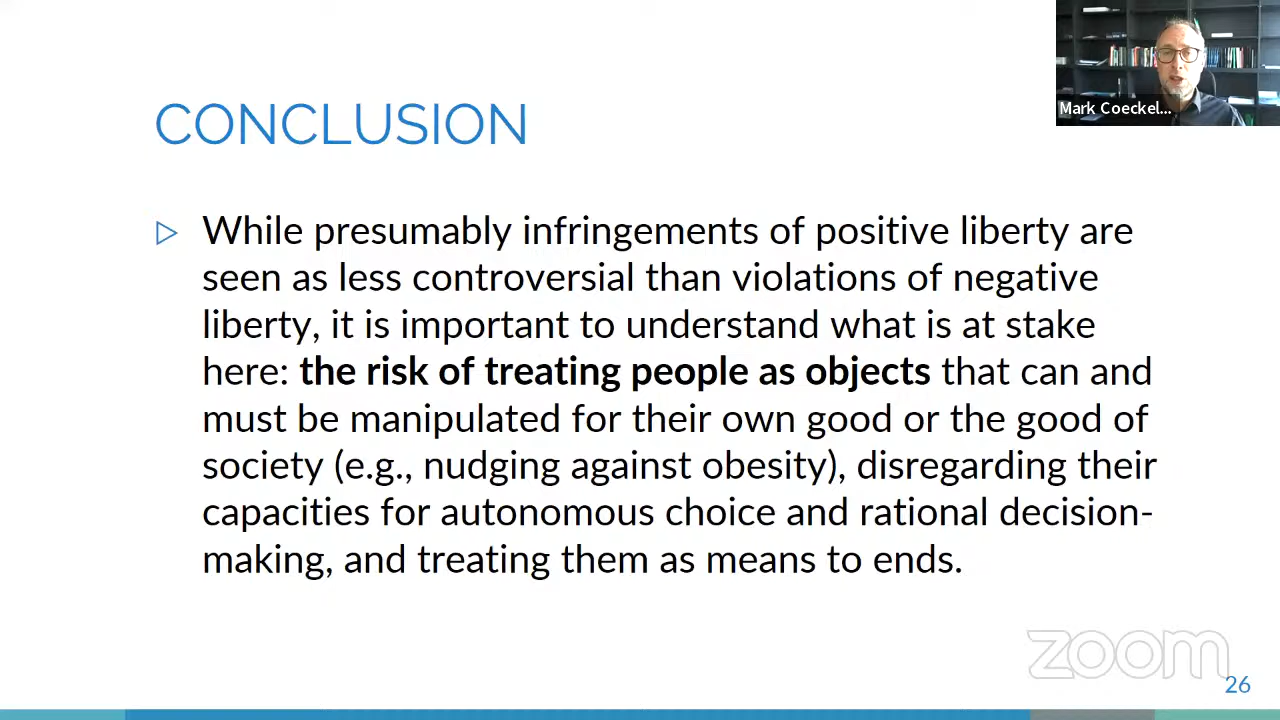 Mark Coeckel...
CONCLUSION
While presumably infringements of positive liberty are
seen as less controversial than violations of negative
liberty, it is important to understand what is at stake
here: the risk of treating people as objects that can and
must be manipulated for their own good or the good of
society (e.g., nudging against obesity), disregarding their
capacities for autonomous choice and rational decision-
making, and treating them as means to ends.
zoom
26